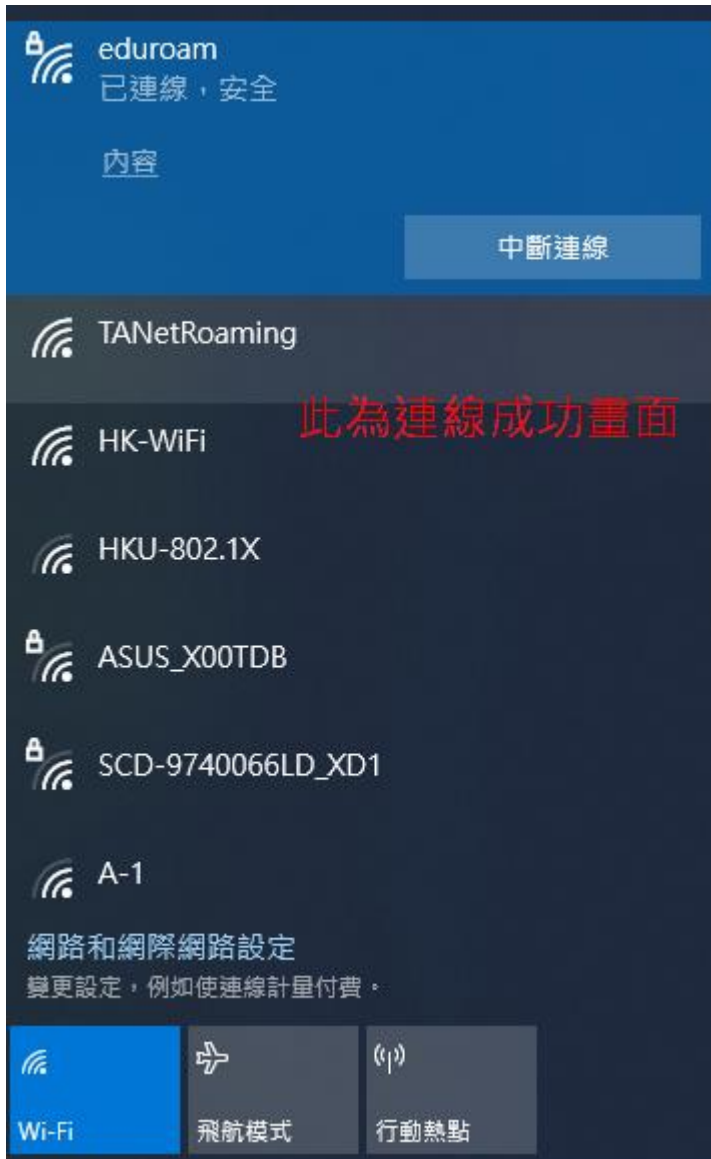 eduroam
已連線，安全
內容
中斷連線
TANetRoaming
此為連線成功畫面
HK-WiFi
HKU-802.1X
ASUS_X00TDB
SCD-9740066LD_XD1
A-1
網路和網際網路設定
變更設定，例如使連線計量付費。
Wi-Fi
飛航模式
行動熱點